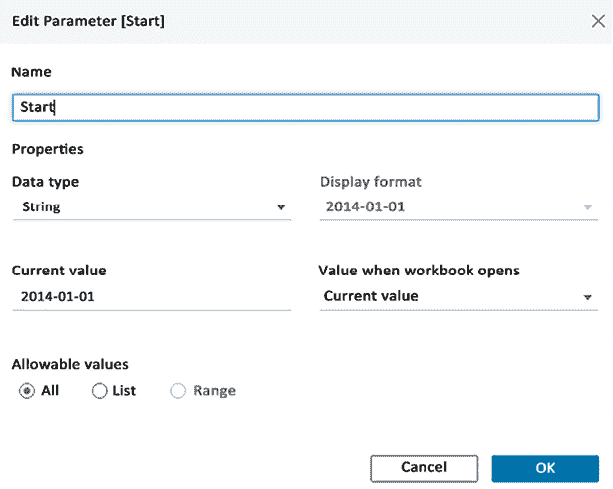 Edit Parameter [Start]
Name
Start
Properties
Data type Display format
String 2014-01-01
Current value Value when workbook opens
2014-01-01 Current value
Allowable values
All List Range
Cancel OK